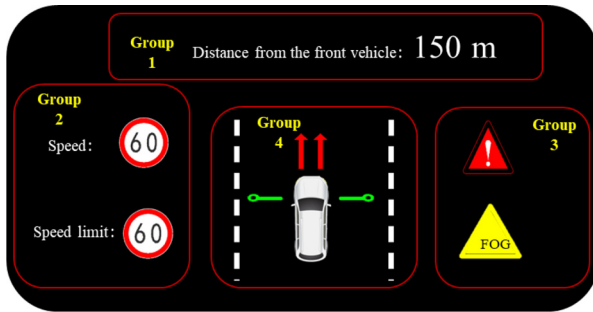 Group
1
Distance from the front vehicle: 150 m
Group
2
Speed: 60
Speed limit: 60
Group
4
Group
3
!
FOG